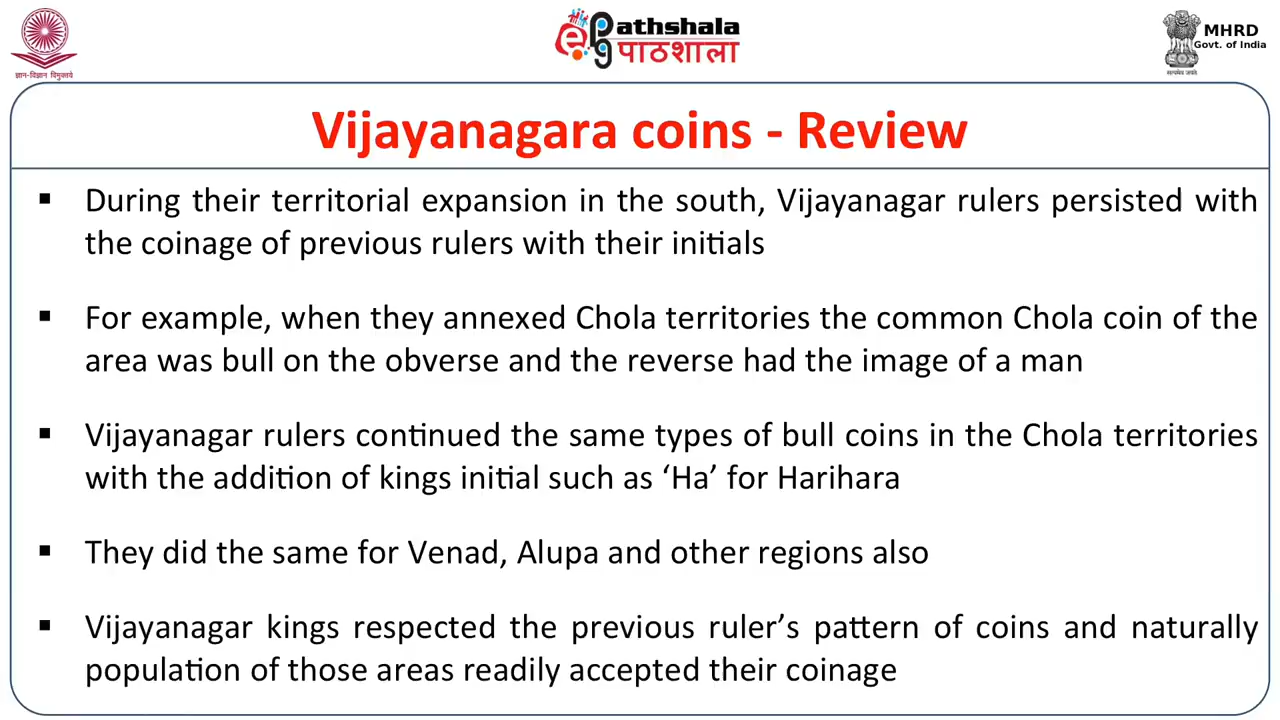 ज्ञान-विज्ञान विमुक्तये
ePathshala
पाठशाला
MHRD
Govt. of India
सत्यमेव जयते
Vijayanagara coins - Review
▪ During their territorial expansion in the south, Vijayanagar rulers persisted with
the coinage of previous rulers with their initials
▪ For example, when they annexed Chola territories the common Chola coin of the
area was bull on the obverse and the reverse had the image of a man
▪ Vijayanagar rulers continued the same types of bull coins in the Chola territories
with the addition of kings initial such as ‘Ha’ for Harihara
▪ They did the same for Venad, Alupa and other regions also
▪ Vijayanagar kings respected the previous ruler’s pattern of coins and naturally
population of those areas readily accepted their coinage